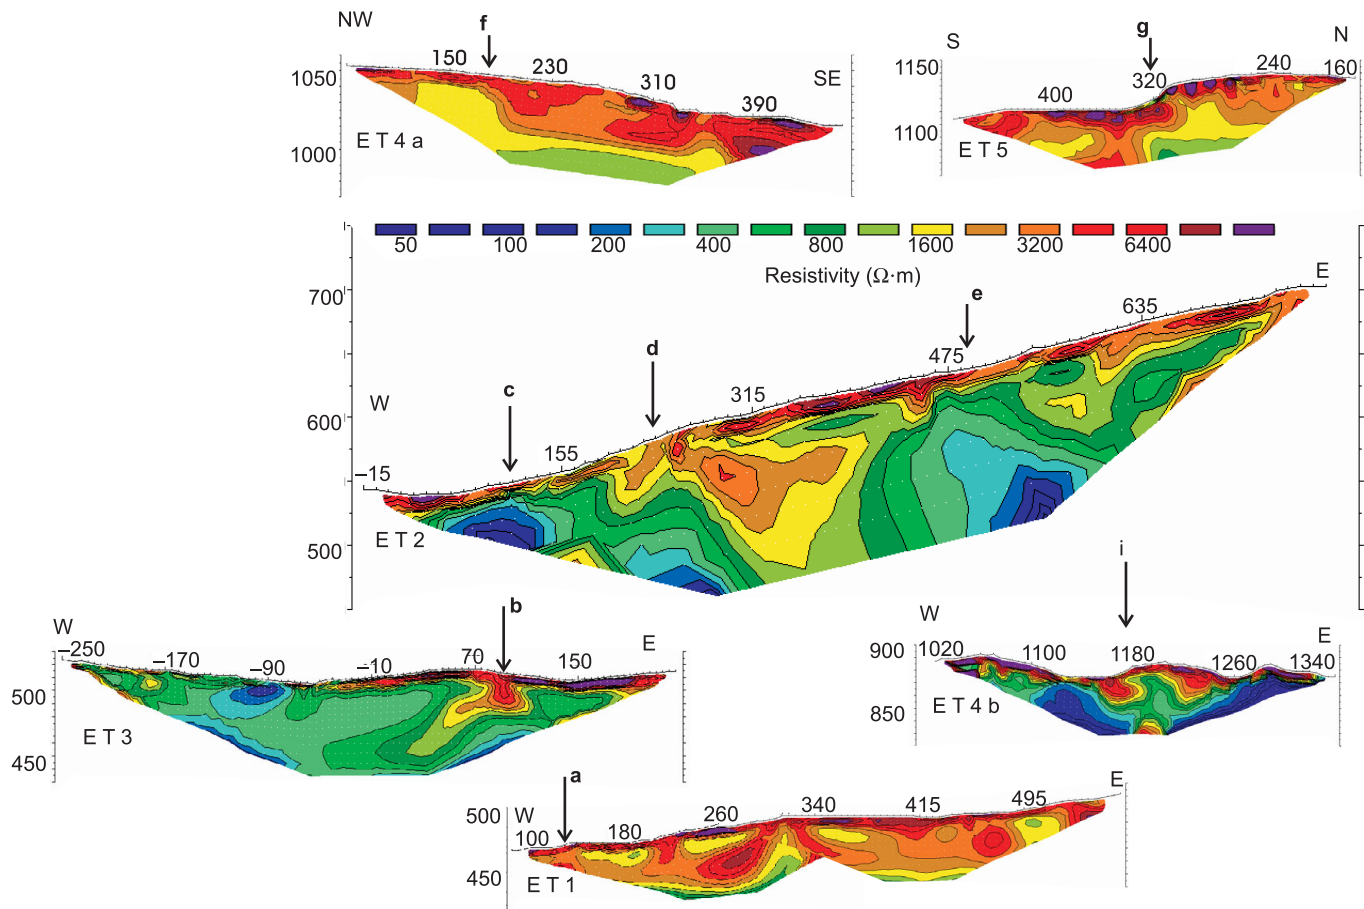 NW
f
150
230
310
390
SE
1050
1000
E T 4 a
S
g
N
1150
1100
400
320
240
160
E T 5
50
100
200
400
800
1600
3200
6400
Resistivity (Ω·m)
E
e
d
c
W
700
600
500
–15
155
315
475
635
E T 2
W
b
E
–250
–170
–90
–10
70
150
500
450
E T 3
i
W
E
900
850
1020
1100
1180
1260
1340
E T 4 b
a
W
E
500
450
100
180
260
340
415
495
E T 1